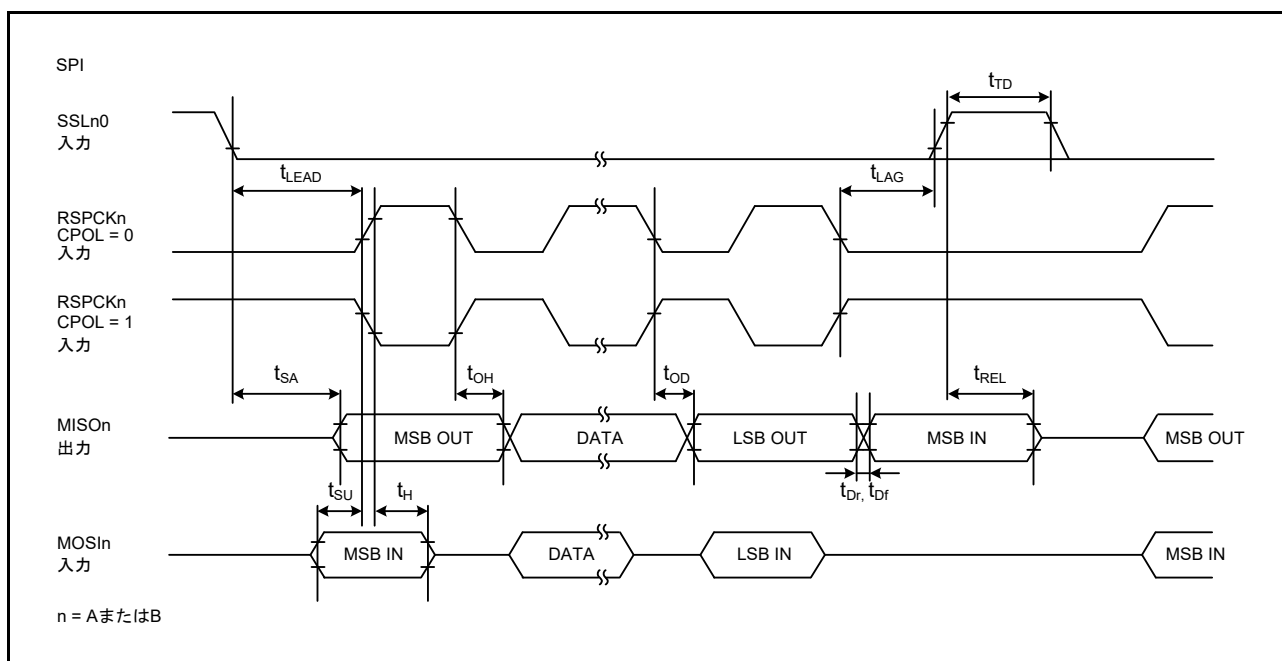 SPI
tTD
SSLn0
入力
tLEAD
tLAG
RSPCKn
CPOL = 0
入力
RSPCKn
CPOL = 1
入力
tSA
tOH
tOD
tREL
MISOn
出力
MSB OUT
DATA
LSB OUT
MSB IN
MSB OUT
tSU
tH
tDr, tDf
MOSIn
入力
MSB IN
DATA
LSB IN
MSB IN
n = AまたはB